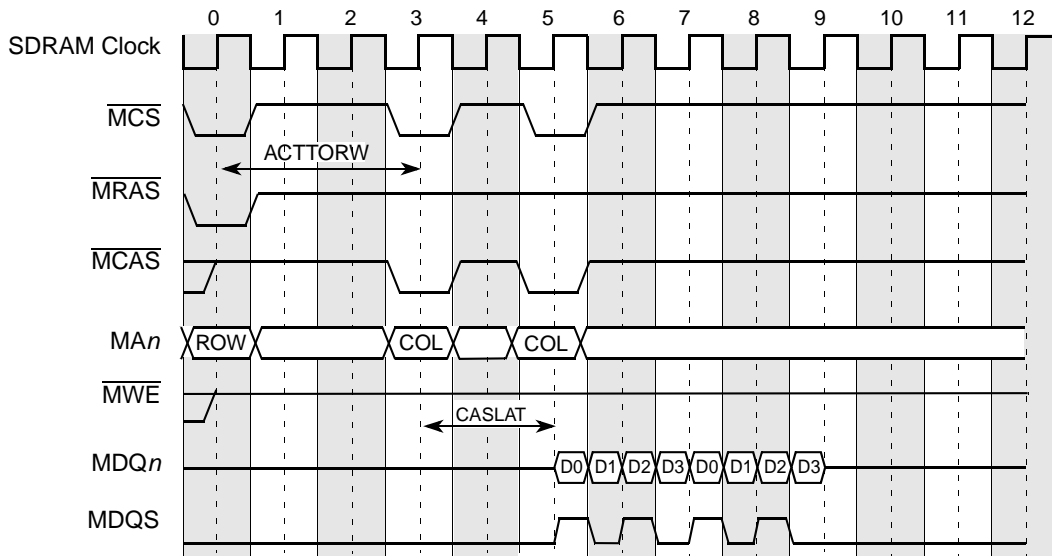 0 1 2 3 4 5 6 7 8 9 10 11 12
SDRAM Clock
MCS
ACTTORW
MRAS
MCAS
MAn ROW COL COL
MWE
CASLAT
MDQn D0 D1 D2 D3 D0 D1 D2 D3
MDQS